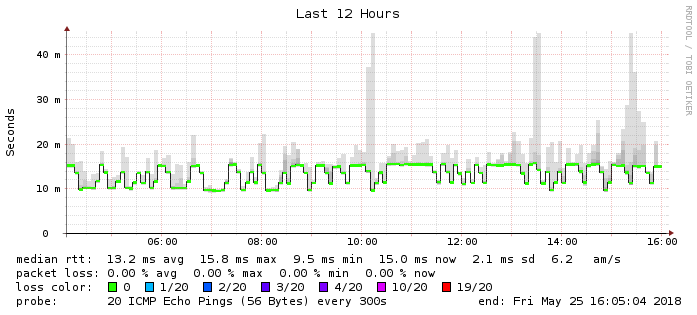 Last 12 Hours
RRDTOOL / TOBI OETIKER
Seconds
40 m
30 m
20 m
10 m
0
06:00 08:00 10:00 12:00 14:00 16:00
median rtt: 13.2 ms avg 15.8 ms max 9.5 ms min 15.0 ms now 2.1 ms sd 6.2 am/s
packet loss: 0.00 % avg 0.00 % max 0.00 % min 0.00 % now
loss color: 0 1/20 2/20 3/20 4/20 10/20 19/20
probe: 20 ICMP Echo Pings (56 Bytes) every 300s end: Fri May 25 16:05:04 2018